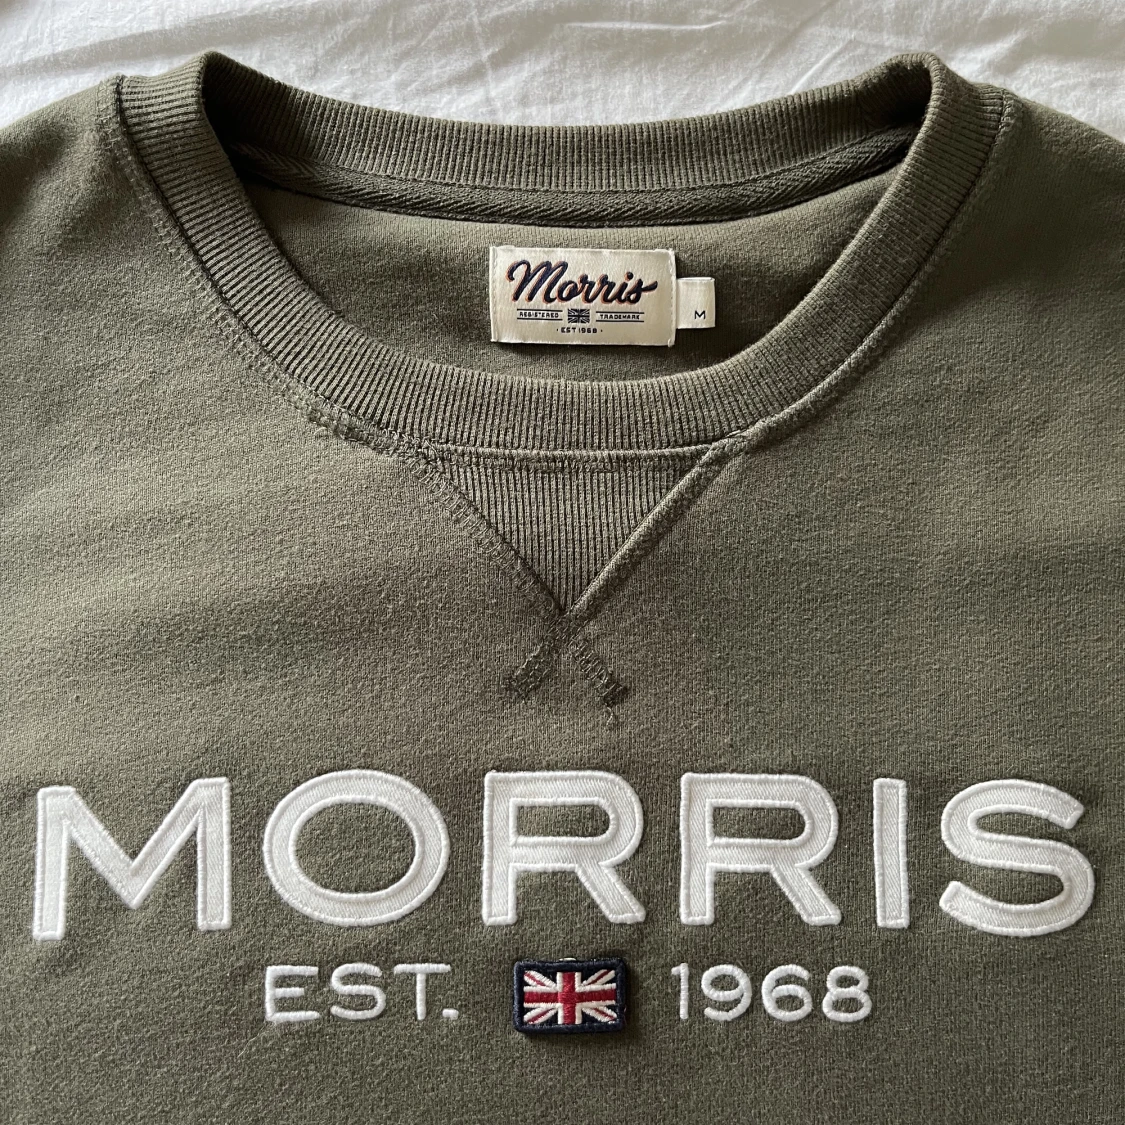 Morris
REGISTERED TRADEMARK
· EST 1968 ·
M
MORRIS
EST. 1968